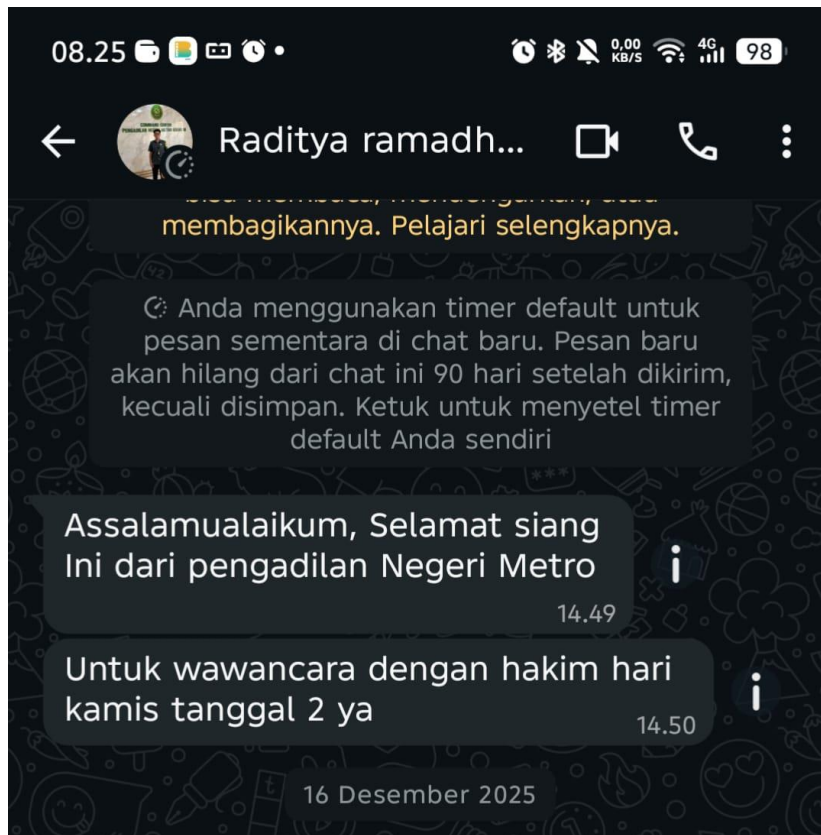 08.25
0,00
KB/S
4G
98
Raditya ramadh...
membagikannya. Pelajari selengkapnya.
Anda menggunakan timer default untuk
pesan sementara di chat baru. Pesan baru
akan hilang dari chat ini 90 hari setelah dikirim,
kecuali disimpan. Ketuk untuk menyetel timer
default Anda sendiri
Assalamualaikum, Selamat siang
Ini dari pengadilan Negeri Metro
14.49
Untuk wawancara dengan hakim hari
kamis tanggal 2 ya
14.50
16 Desember 2025